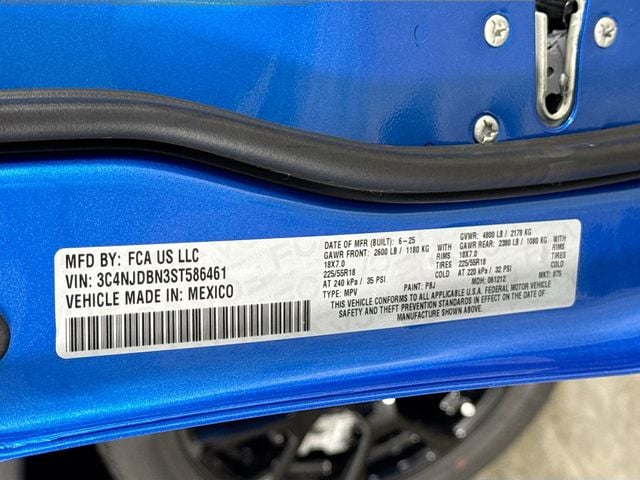 MFD BY: FCA US LLC
VIN: 3C4NJDBN3ST586461
VEHICLE MADE IN: MEXICO
DATE OF MFR (BUILT): 6-25 GVWR: 4800 LB / 2179 KG
GAWR FRONT: 2600 LB / 1180 KG WITH GAWR REAR: 2380 LB / 1080 KG WITH
18X7.0 RIMS 18X7.0 RIMS
225/55R18 TIRES 225/55R18 TIRES
AT 240 kPa / 35 PSI COLD AT 220 kPa / 32 PSI COLD
TYPE: MPV PAINT: PBJ MDH: 061212 MKT: 875
THIS VEHICLE CONFORMS TO ALL APPLICABLE U.S.A. FEDERAL MOTOR VEHICLE
SAFETY AND THEFT PREVENTION STANDARDS IN EFFECT ON THE DATE OF
MANUFACTURE SHOWN ABOVE.